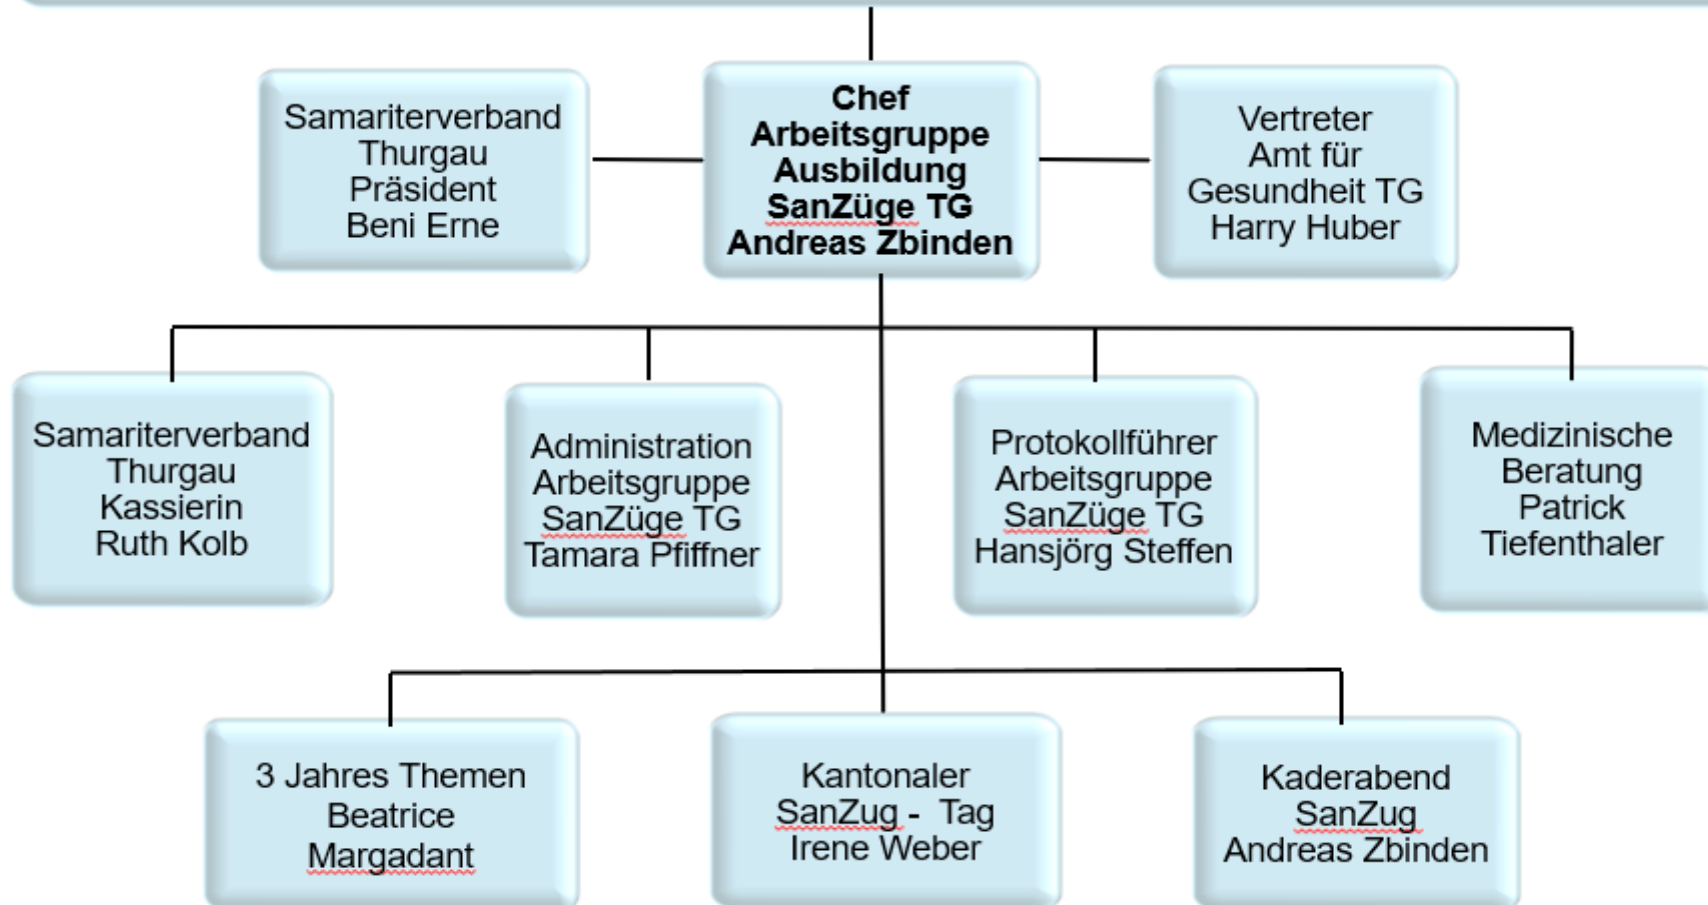 Samariterverband
Thurgau
Präsident
Beni Erne
Chef
Arbeitsgruppe
Ausbildung
SanZüge TG
Andreas Zbinden
Vertreter
Amt für
Gesundheit TG
Harry Huber
Samariterverband
Thurgau
Kassierin
Ruth Kolb
Administration
Arbeitsgruppe
SanZüge TG
Tamara Pfiffner
Protokollführer
Arbeitsgruppe
SanZüge TG
Hansjörg Steffen
Medizinische
Beratung
Patrick
Tiefenthaler
3 Jahres Themen
Beatrice
Margadant
Kantonaler
SanZug - Tag
Irene Weber
Kaderabend
SanZug
Andreas Zbinden